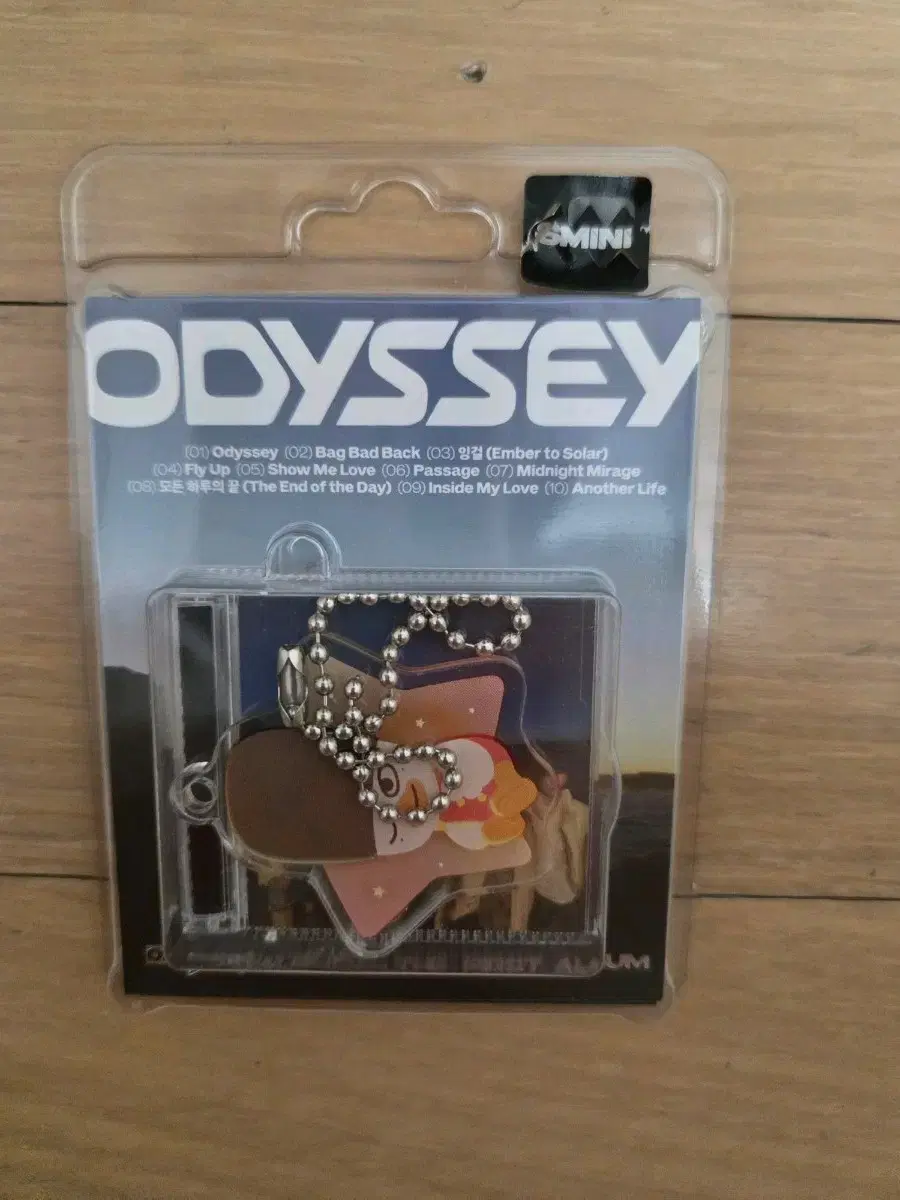 SMINI
ODYSSEY
(01) Odyssey (02) Bag Bad Back (03) 잉걸 (Ember to Solar)
(04) Fly Up (05) Show Me Love (06) Passage (07) Midnight Mirage
(08) 모든 하루의 끝 (The End of the Day) (09) Inside My Love (10) Another Life
ALBUM